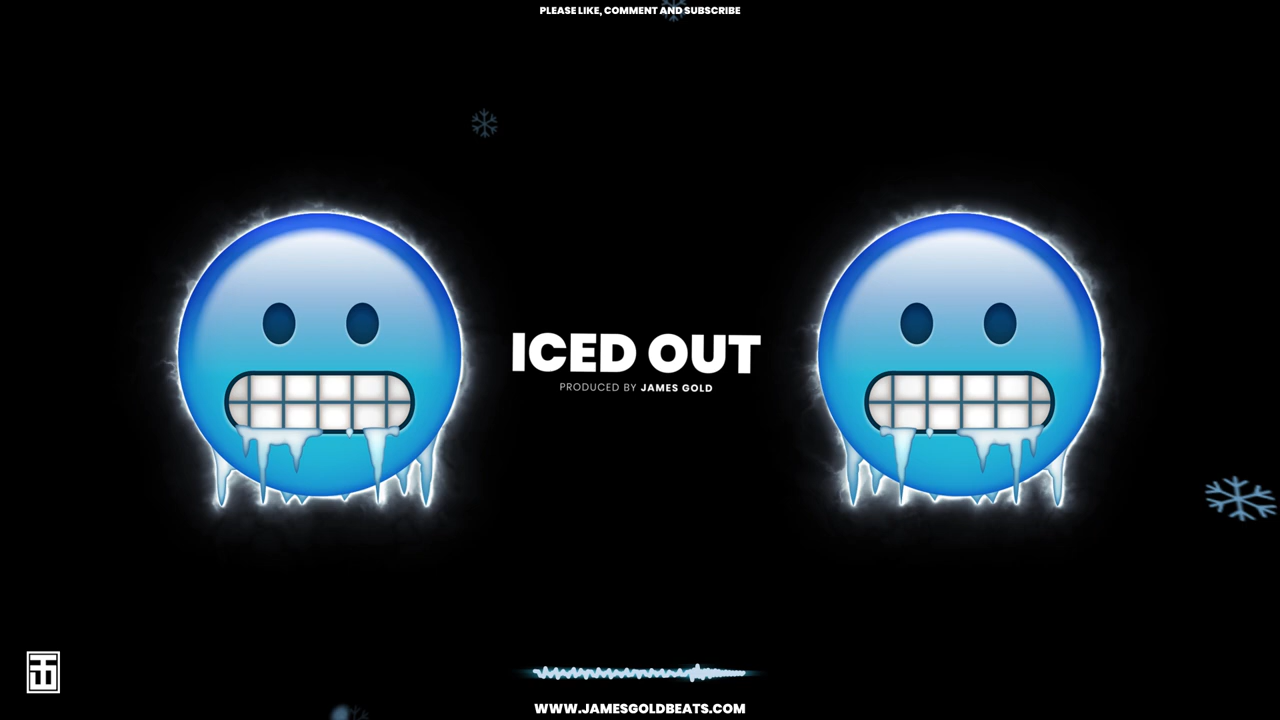 PLEASE LIKE, COMMENT AND SUBSCRIBE
ICED OUT
PRODUCED BY JAMES GOLD
WWW.JAMESGOLDBEATS.COM